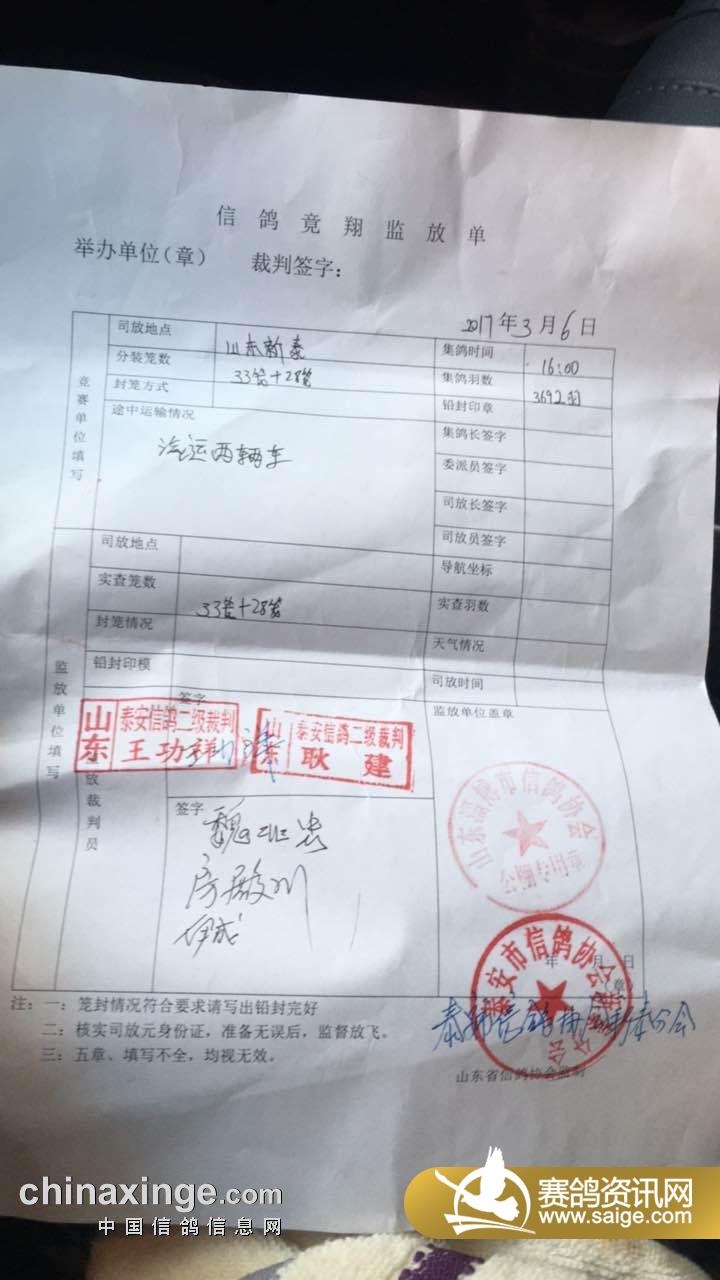 信鸽竟翔监放单
举办单位(章) 裁判签字:
2017年3月6日
竞赛单位填写
司放地点 山东新泰 集鸽时间 16:00
分装笼数 33笼+28笼 集鸽羽数 3692羽
封笼方式 铅封印章
途中运输情况 集鸽长签字
汽运两辆车 委派员签字
司放长签字
司放员签字
监放单位填写
司放地点 导航坐标
实查笼数 33笼+28笼 实查羽数
封笼情况 天气情况
铅封印模 司放时间
监放裁判员
签字 监放单位盖章
山东 泰安信鸽二级裁判 王功祥
山东 泰安信鸽二级裁判 耿建
签字
房殿川
市信鸽协会
公棚专用章
泰安市信鸽协会
年 月 日
(章)
注:一:笼封情况符合要求请写出铅封完好
二:核实司放元身份证,准备无误后,监督放飞。
三:五章、填写不全,均视无效。
山东省信鸽协会监制
chinaxinge.com
中国信鸽信息网
赛鸽资讯网
www.saige.com